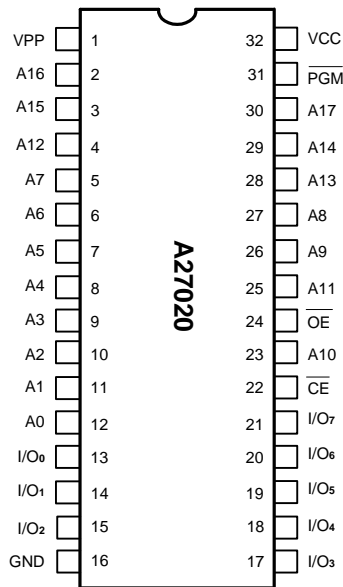 VPP 1 32 VCC
A16 2 31 PGM
A15 3 30 A17
A12 4 29 A14
A7 5 28 A13
A6 6 27 A8
A5 7 26 A9
A4 8 25 A11
A3 9 24 OE
A2 10 23 A10
A1 11 22 CE
A0 12 21 I/O7
I/O0 13 20 I/O6
I/O1 14 19 I/O5
I/O2 15 18 I/O4
GND 16 17 I/O3
A27020